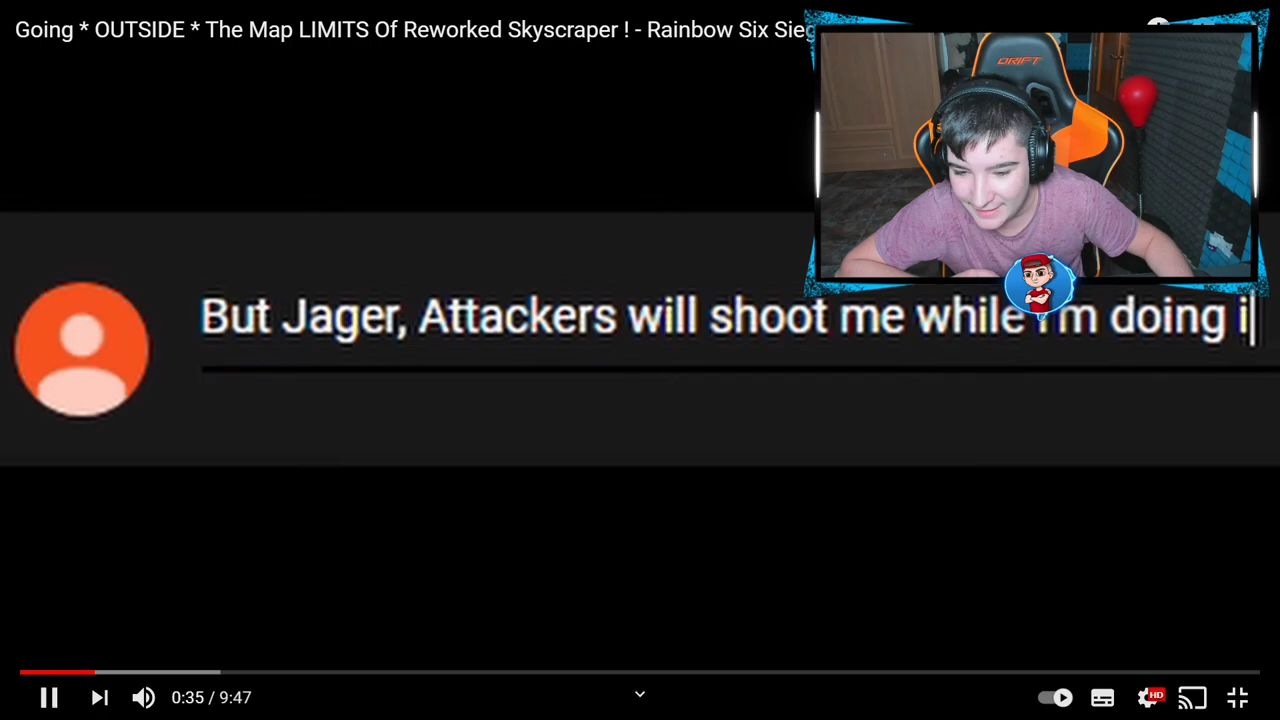 Going * OUTSIDE * The Map LIMITS Of Reworked Skyscraper ! - Rainbow Six Sieg
DRIFT
But Jager, Attackers will shoot me while I'm doing i
0:35 / 9:47
HD